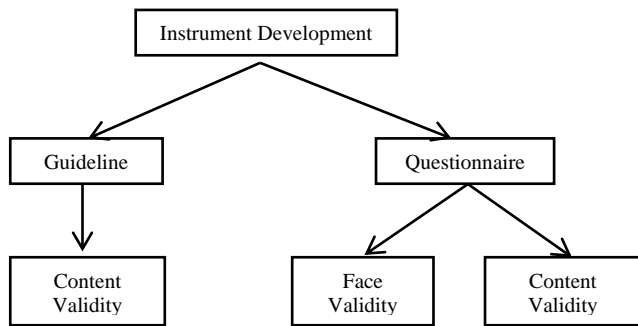 Instrument Development
Guideline
Questionnaire
Content
Validity
Face
Validity
Content
Validity